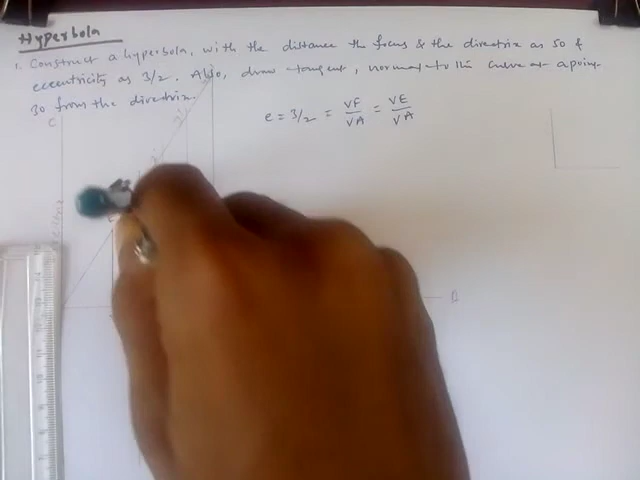 Hyperbola
1. Construct a hyperbola, with the distance the focus & the directrix as 50 &
eccentricity as 3/2. Also, draw tangent, normal to the curve at a point
30 from the directrix.
e = 3/2 = VF/VA = VE/VA
C
B